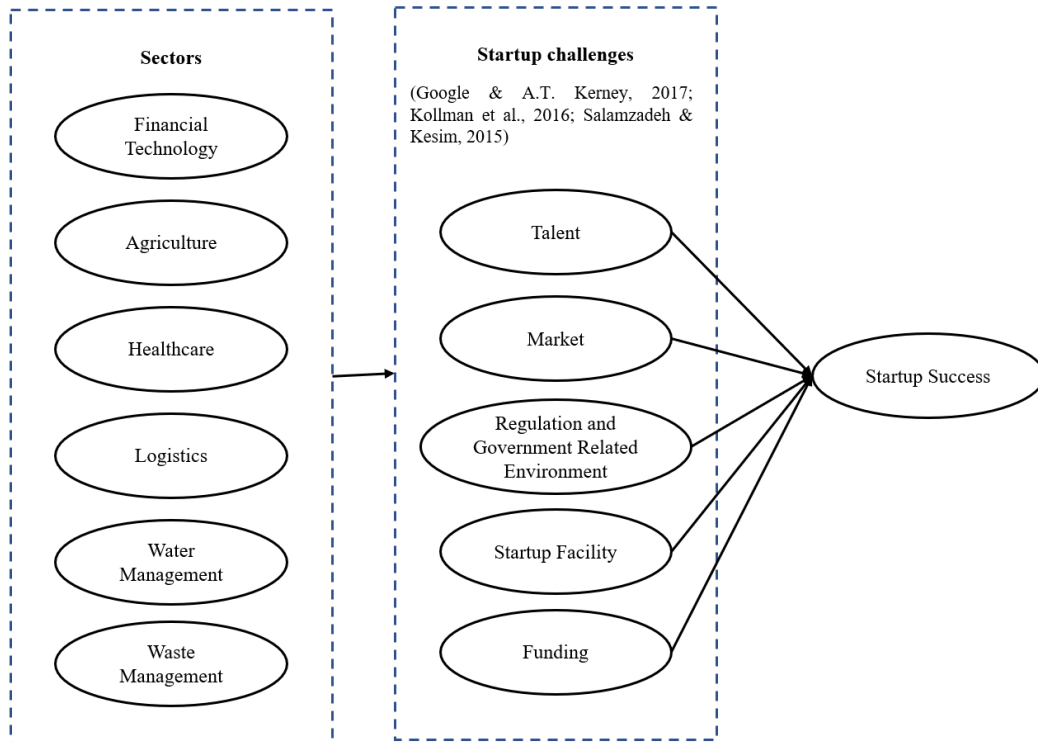 Sectors
Financial
Technology
Agriculture
Healthcare
Logistics
Water
Management
Waste
Management
Startup challenges
(Google & A.T. Kerney, 2017;
Kollman et al., 2016; Salamzadeh &
Kesim, 2015)
Talent
Market
Regulation and
Government Related
Environment
Startup Facility
Funding
Startup Success